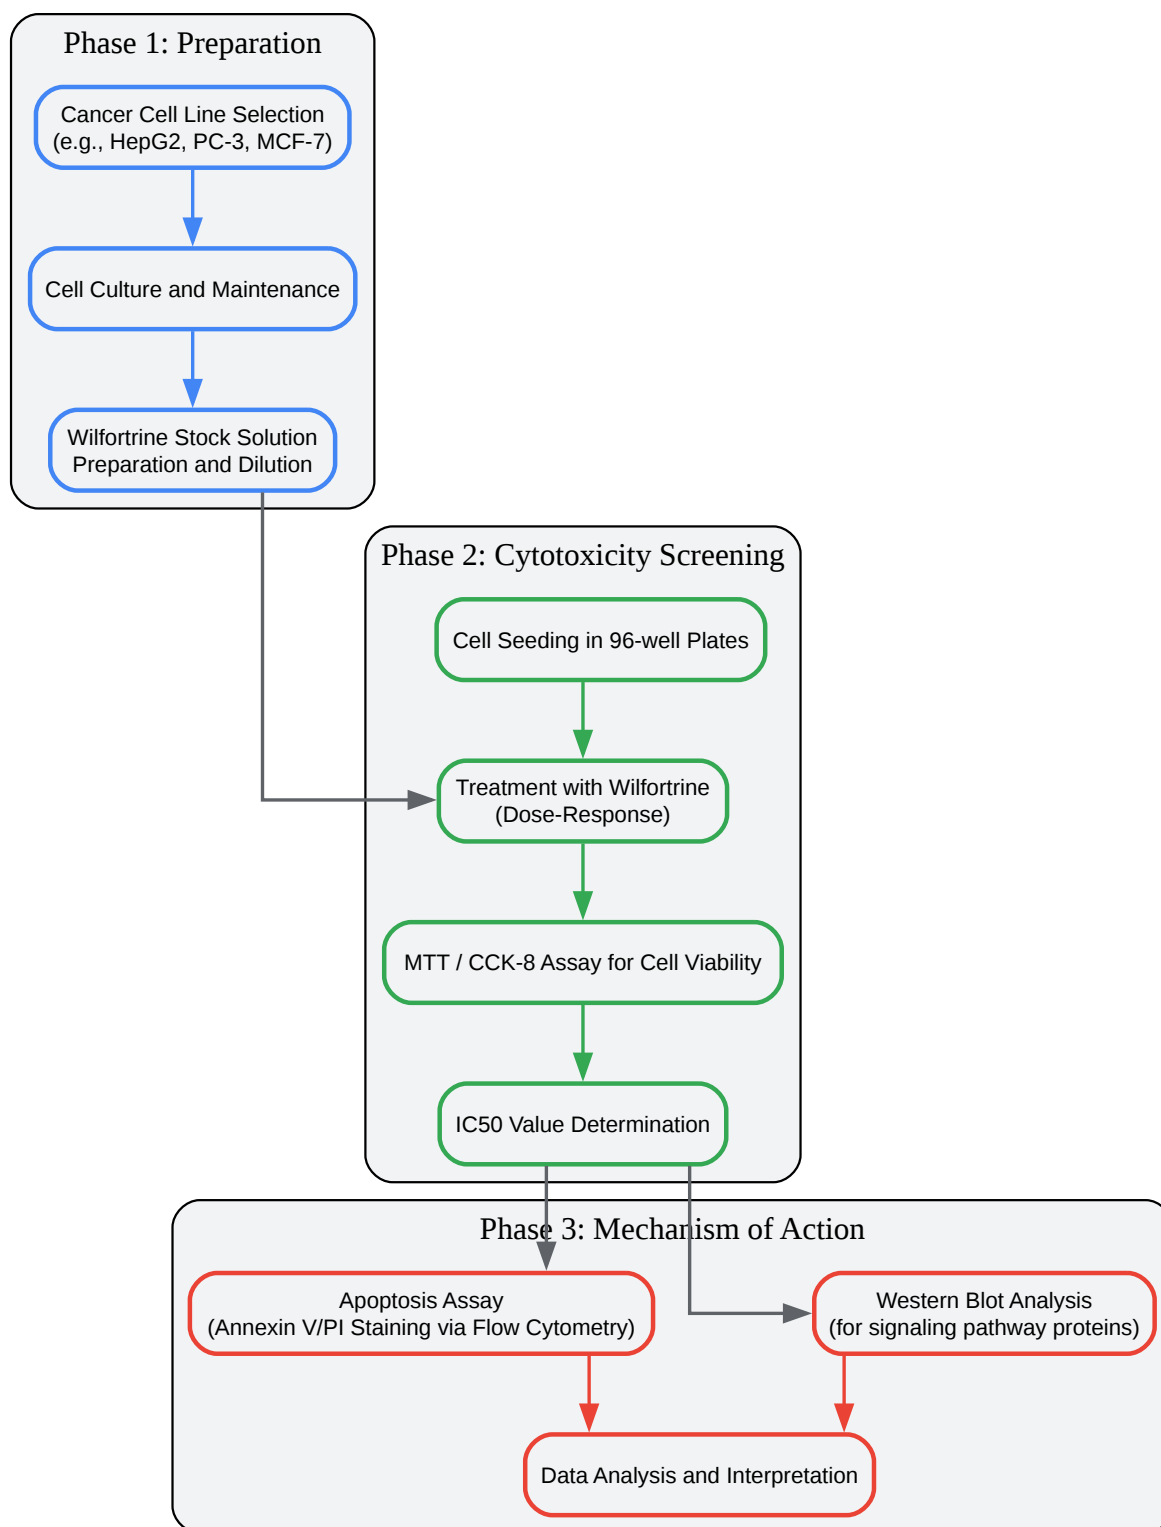 Phase 1: Preparation
Cancer Cell Line Selection
(e.g., HepG2, PC-3, MCF-7)
Cell Culture and Maintenance
Wilfortrine Stock Solution
Preparation and Dilution
Phase 2: Cytotoxicity Screening
Cell Seeding in 96-well Plates
Treatment with Wilfortrine
(Dose-Response)
MTT / CCK-8 Assay for Cell Viability
IC50 Value Determination
Phase 3: Mechanism of Action
Apoptosis Assay
(Annexin V/PI Staining via Flow Cytometry)
Western Blot Analysis
(for signaling pathway proteins)
Data Analysis and Interpretation